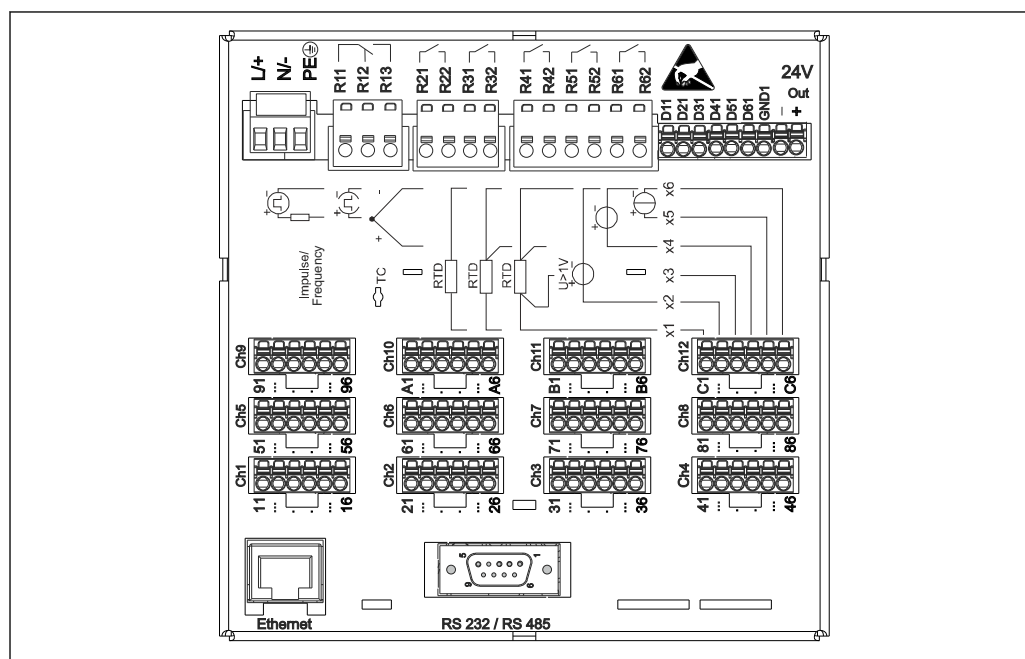 L/+ N/- PE
R11 R12 R13
R21 R22 R31 R32
R41 R42 R51 R52 R61 R62
D11 D21 D31 D41 D51 D61 GND1 - +
24V
Out
+ -
+ -
-
+
Impulse/
Frequency
TC
RTD
RTD
RTD
U>1V
+ -
+ -
+ -
x6
x5
x4
x3
x2
x1
Ch9 91 ... . . ... 96
Ch10 A1 ... . . ... A6
Ch11 B1 ... . . ... B6
Ch12 C1 ... . . ... C6
Ch5 51 ... . . ... 56
Ch6 61 ... . . ... 66
Ch7 71 ... . . ... 76
Ch8 81 ... . . ... 86
Ch1 11 ... . . ... 16
Ch2 21 ... . . ... 26
Ch3 31 ... . . ... 36
Ch4 41 ... . . ... 46
5 1
9 6
Ethernet
RS 232 / RS 485